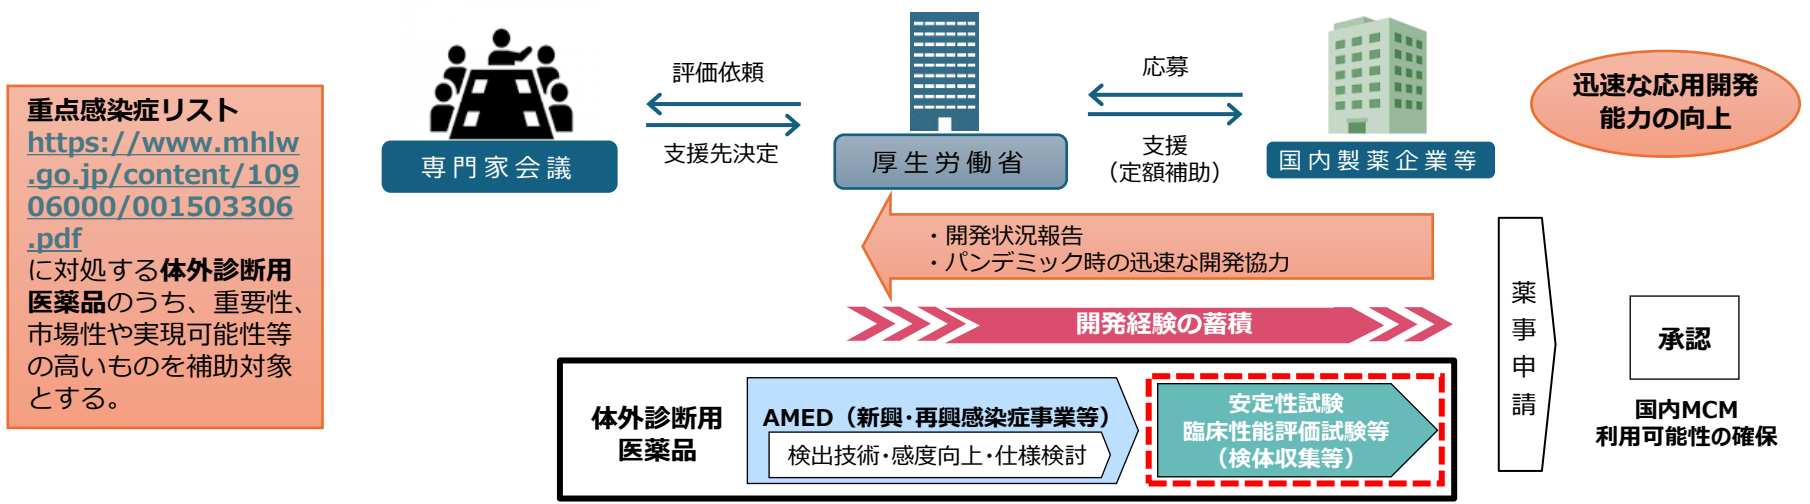 重点感染症リスト
https://www.mhlw
.go.jp/content/109
06000/001503306
.pdf
に対処する体外診断用
医薬品のうち、重要性、
市場性や実現可能性等
の高いものを補助対象
とする。
専門家会議
評価依頼
支援先決定
厚生労働省
応募
支援
（定額補助）
国内製薬企業等
迅速な応用開発
能力の向上
・開発状況報告
・パンデミック時の迅速な開発協力
開発経験の蓄積
体外診断用
医薬品
AMED（新興・再興感染症事業等）
検出技術・感度向上・仕様検討
安定性試験
臨床性能評価試験等
（検体収集等）
薬事申請
承認
国内MCM
利用可能性の確保